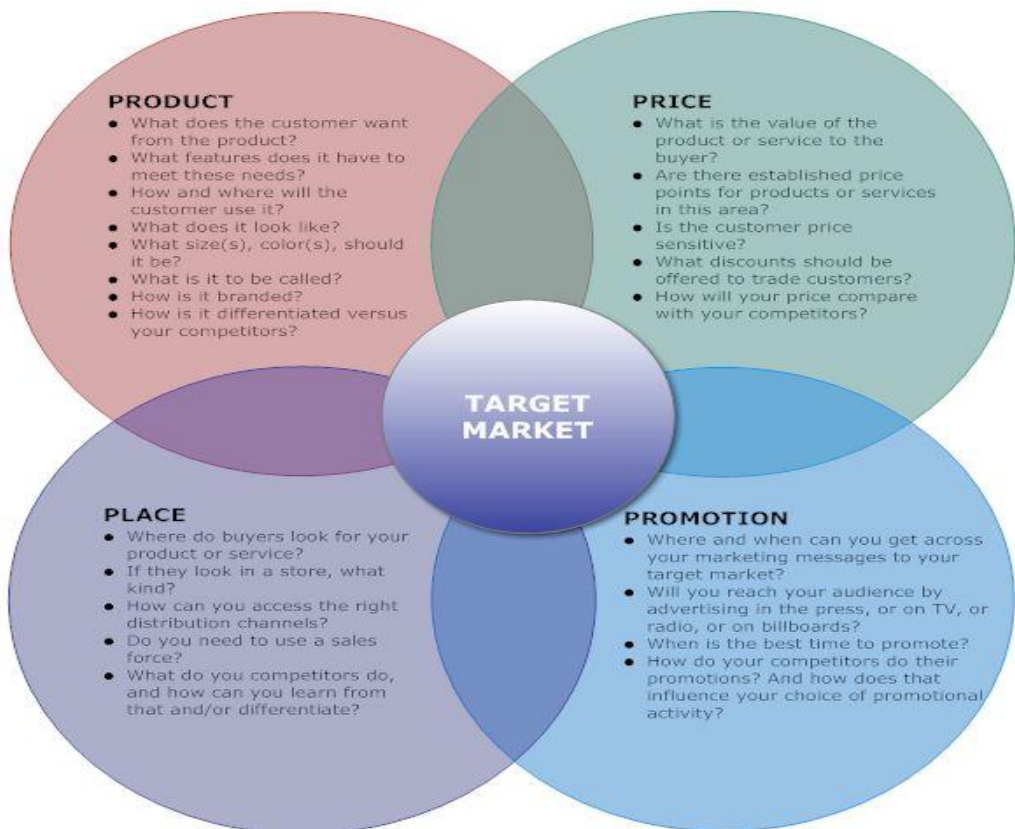 PRODUCT
● What does the customer want
from the product?
● What features does it have to
meet these needs?
● How and where will the
customer use it?
● What does it look like?
● What size(s), color(s), should
it be?
● What is it to be called?
● How is it branded?
● How is it differentiated versus
your competitors?
PRICE
● What is the value of the
product or service to the
buyer?
● Are there established price
points for products or services
in this area?
● Is the customer price
sensitive?
● What discounts should be
offered to trade customers?
● How will your price compare
with your competitors?
TARGET
MARKET
PLACE
● Where do buyers look for your
product or service?
● If they look in a store, what
kind?
● How can you access the right
distribution channels?
● Do you need to use a sales
force?
● What do you competitors do,
and how can you learn from
that and/or differentiate?
PROMOTION
● Where and when can you get across
your marketing messages to your
target market?
● Will you reach your audience by
advertising in the press, or on TV, or
radio, or on billboards?
● When is the best time to promote?
● How do your competitors do their
promotions? And how does that
influence your choice of promotional
activity?